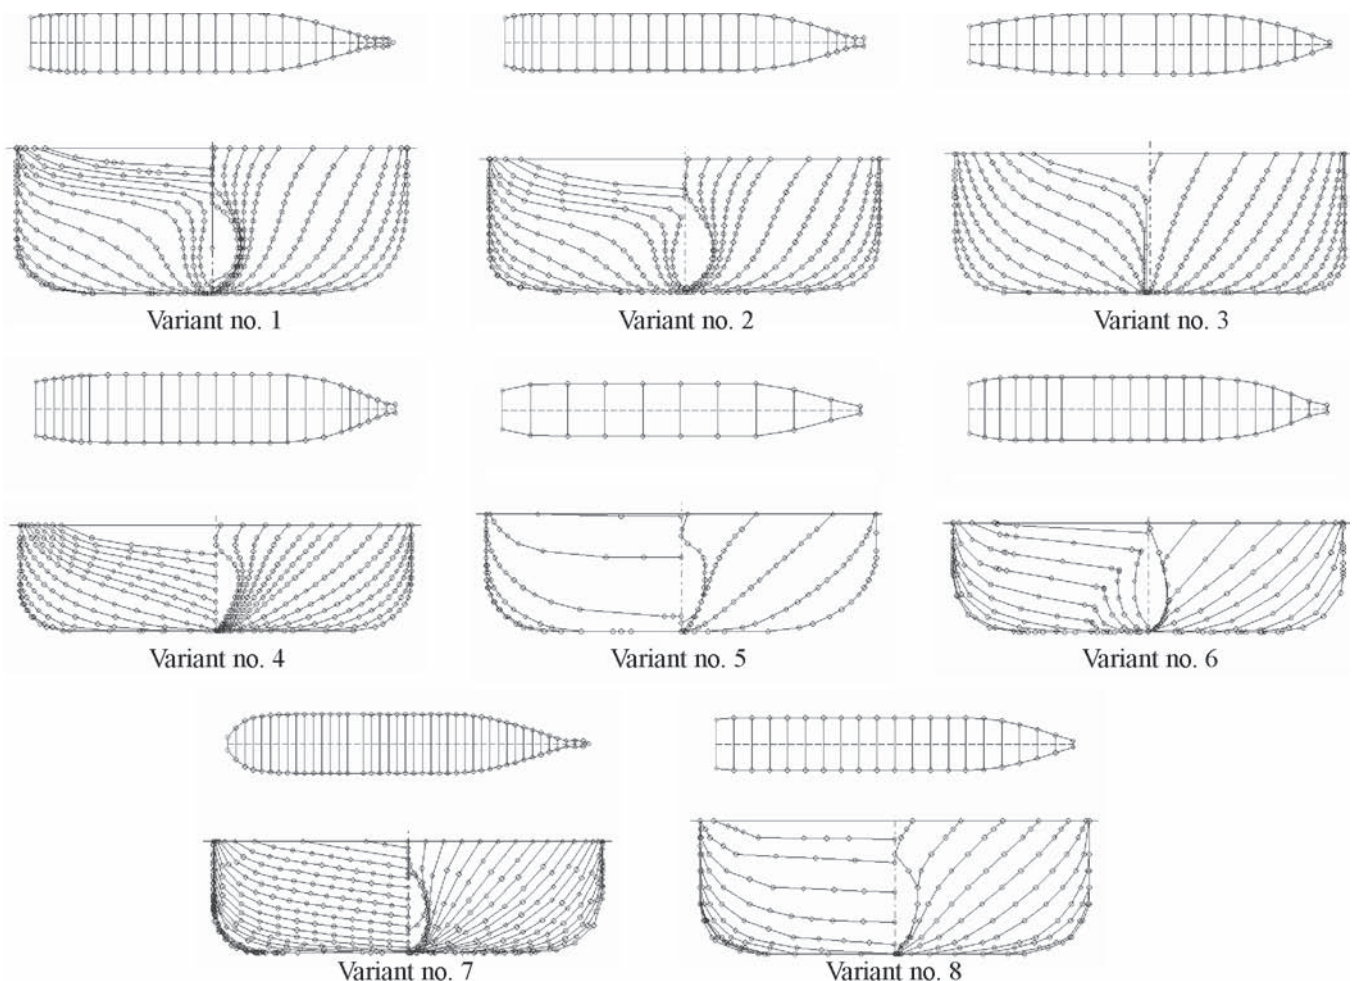 Variant no. 1
Variant no. 2
Variant no. 3
Variant no. 4
Variant no. 5
Variant no. 6
Variant no. 7
Variant no. 8